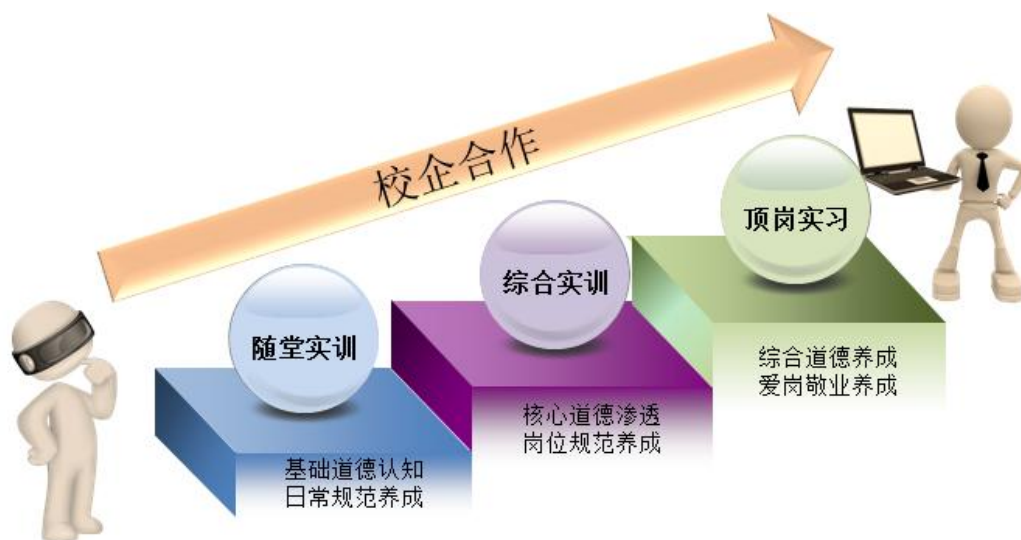 校企合作
随堂实训
基础道德认知
日常规范养成
综合实训
核心道德渗透
岗位规范养成
顶岗实习
综合道德养成
爱岗敬业养成